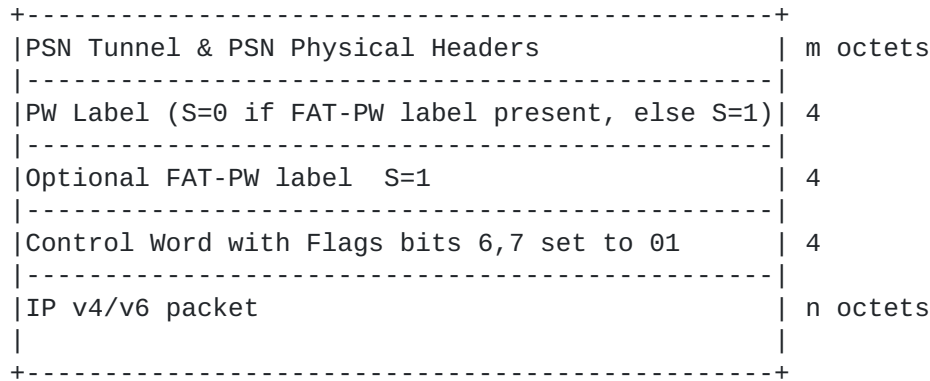 +------------------------------------------------+
|PSN Tunnel & PSN Physical Headers               | m octets
|------------------------------------------------|
|PW Label (S=0 if FAT-PW label present, else S=1)| 4
|------------------------------------------------|
|Optional FAT-PW label  S=1                      | 4
|------------------------------------------------|
|Control Word with Flags bits 6,7 set to 01      | 4
|------------------------------------------------|
|IP v4/v6 packet                                 | n octets
|                                                |
+------------------------------------------------+